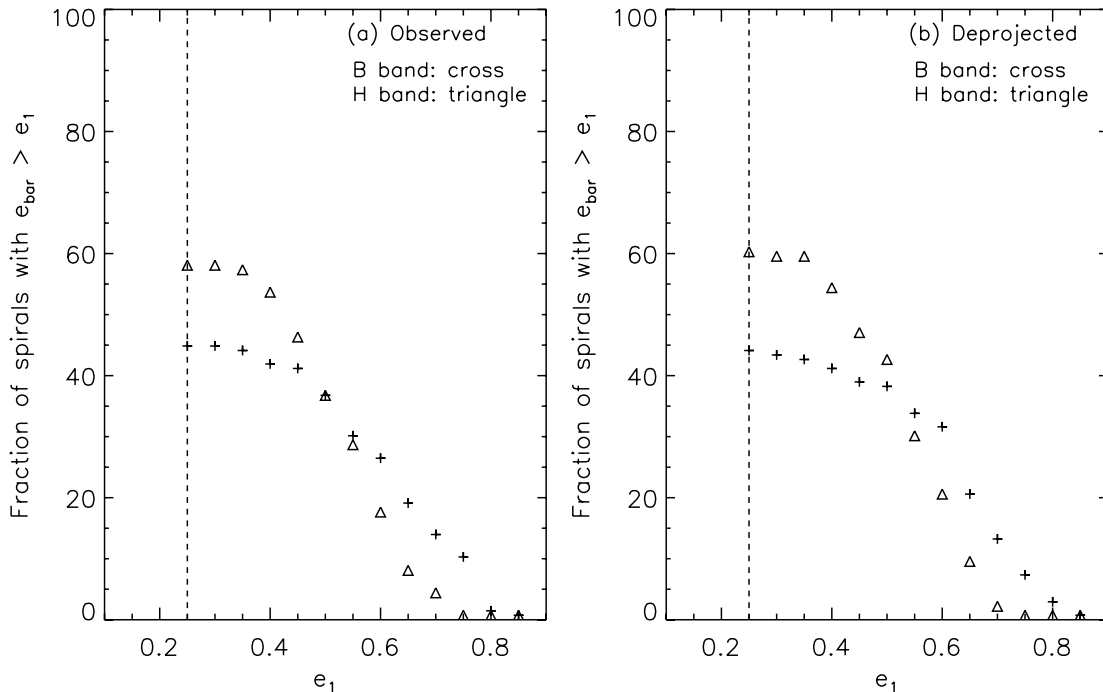 (a) Observed
B band: cross
H band: triangle
Fraction of spirals with e_bar > e_1
100
80
60
40
20
0
0.2 0.4 0.6 0.8
e_1
(b) Deprojected
B band: cross
H band: triangle
Fraction of spirals with e_bar > e_1
100
80
60
40
20
0
0.2 0.4 0.6 0.8
e_1